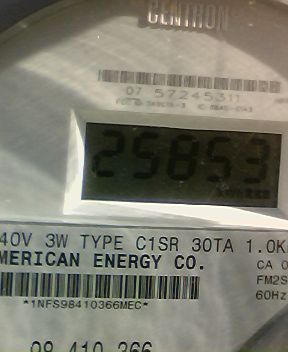 CENTRON
07 57245311
25853
40V 3W TYPE C1SR 30TA 1.0K
MERICAN ENERGY CO.
CA 0
FM2S
*1NFS98410366MEC*
60Hz
98 410 366